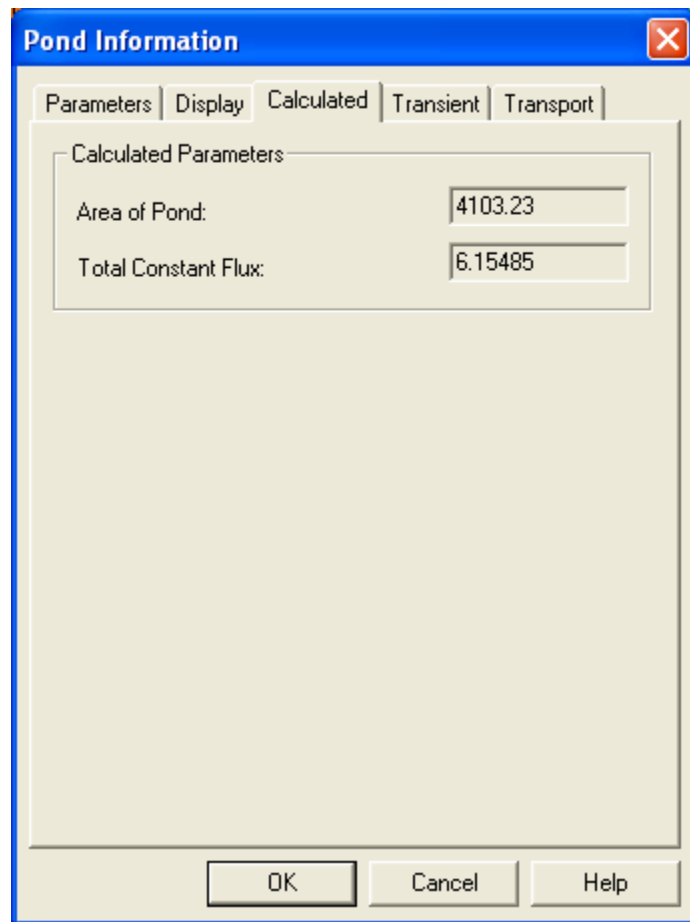 Pond Information
Parameters Display Calculated Transient Transport
Calculated Parameters
Area of Pond: 4103.23
Total Constant Flux: 6.15485
OK Cancel Help